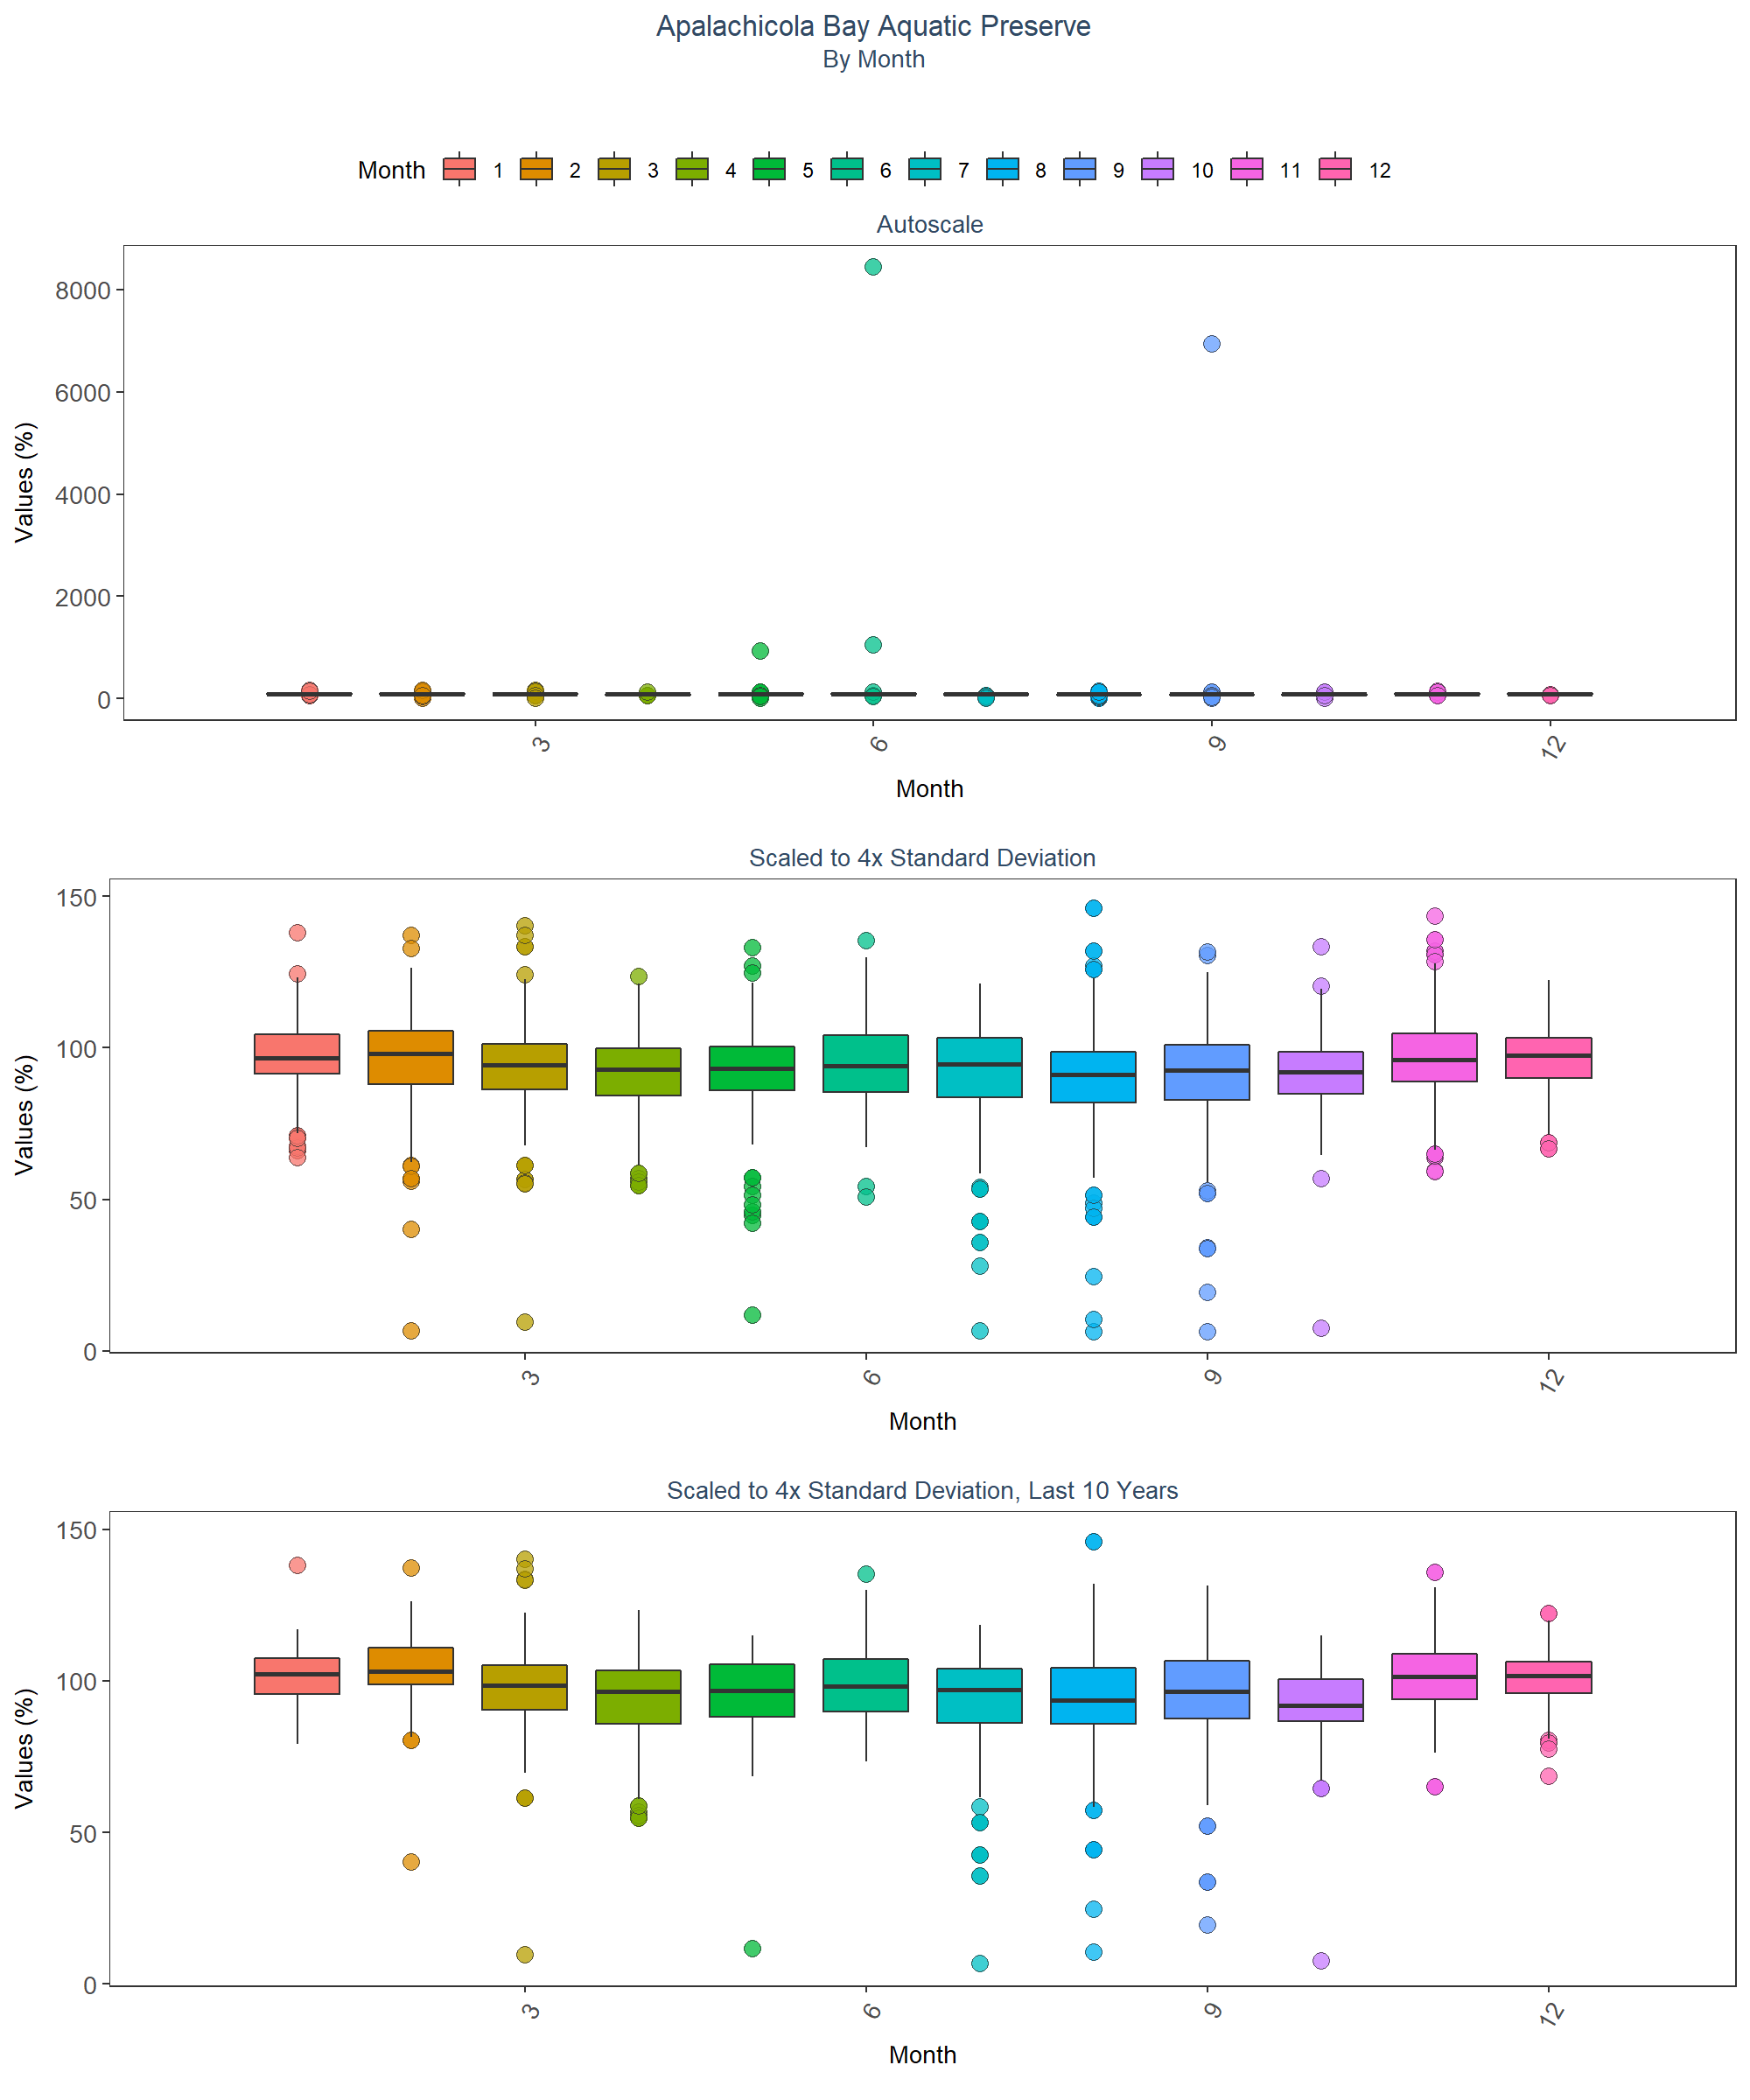 Apalachicola Bay Aquatic Preserve
By Month
Month 1 2 3 4 5 6 7 8 9 10 11 12
Autoscale
Values (%)
8000
6000
4000
2000
0
3 6 9 12
Month
Scaled to 4x Standard Deviation
Values (%)
150
100
50
0
3 6 9 12
Month
Scaled to 4x Standard Deviation, Last 10 Years
Values (%)
150
100
50
0
3 6 9 12
Month